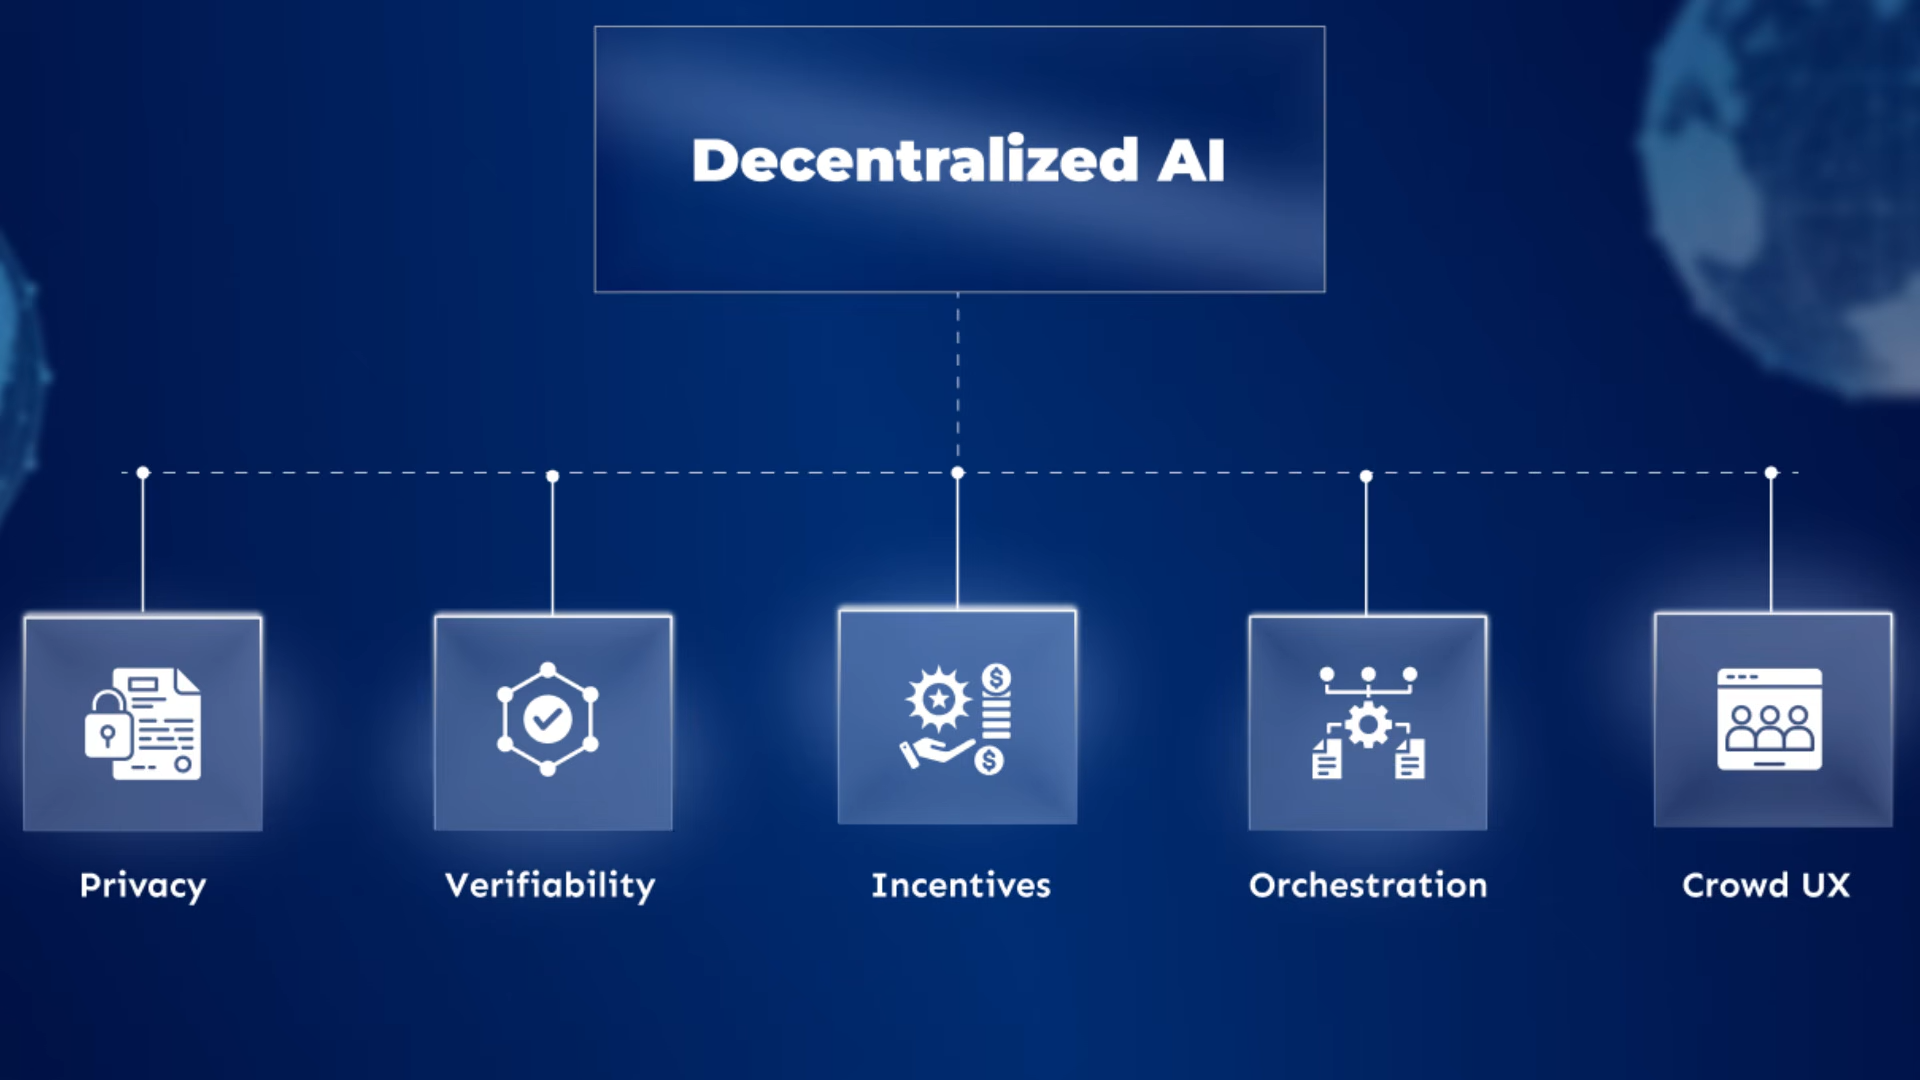 Decentralized AI
Privacy
Verifiability
Incentives
Orchestration
Crowd UX